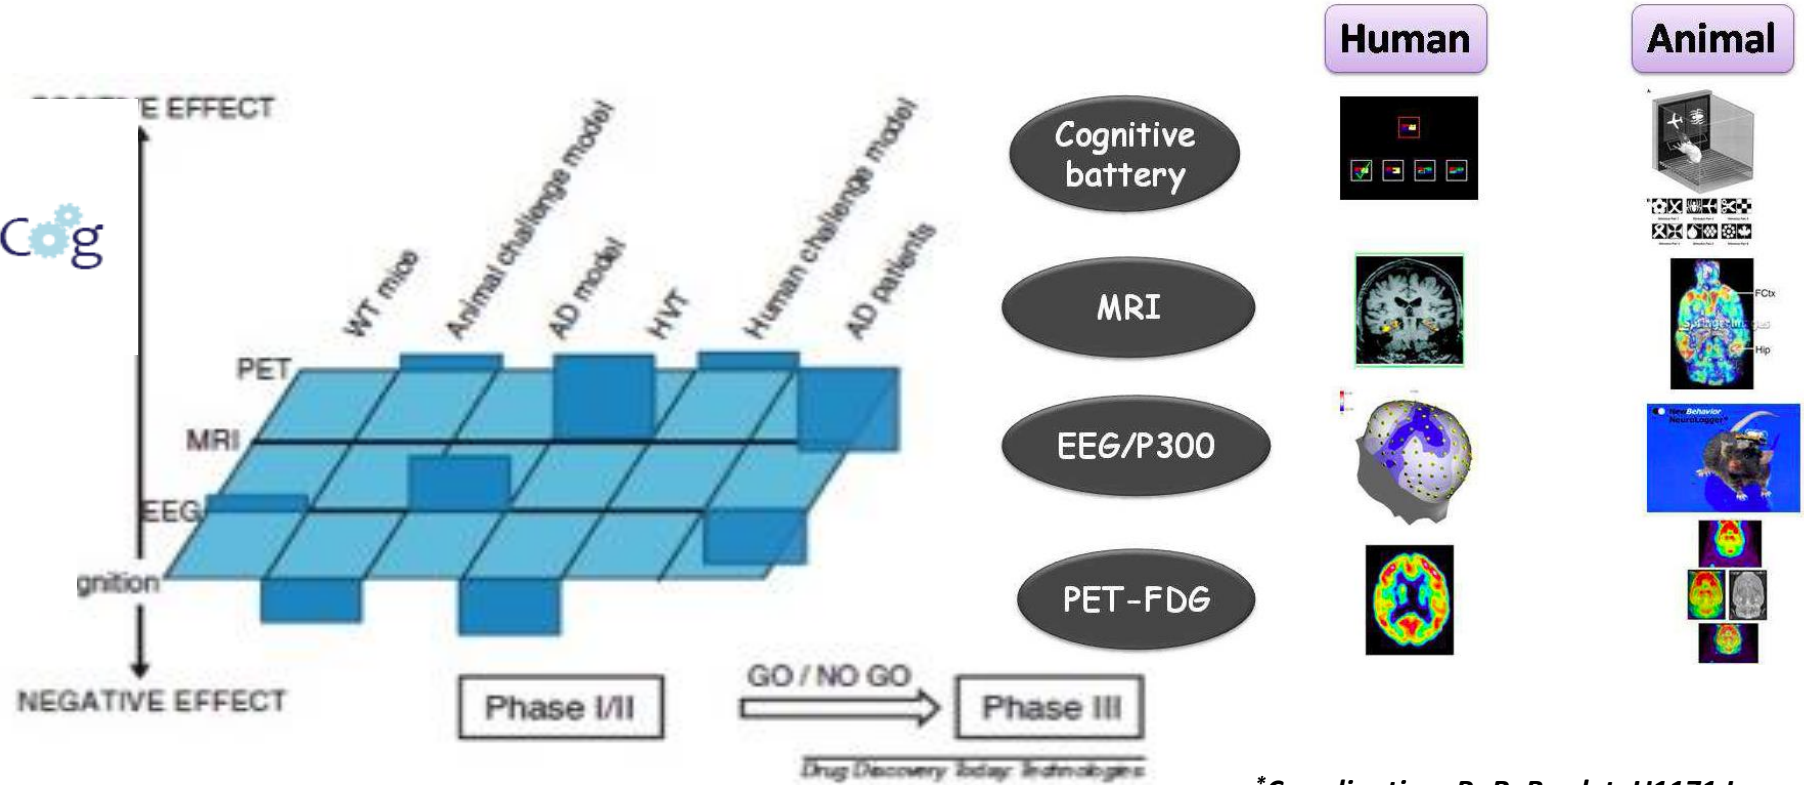 Human
Animal
E EFFECT
Cog
WT mice
Animal challenge model
AD model
HVT
Human challenge model
AD patients
PET
MRI
EEG
gnition
NEGATIVE EFFECT
Phase I/II
GO / NO GO
Phase III
Drug Discovery Today: Technologies
Cognitive
battery
MRI
EEG/P300
PET-FDG
FCtx
Hip
NewBehavior
NeuroLogger